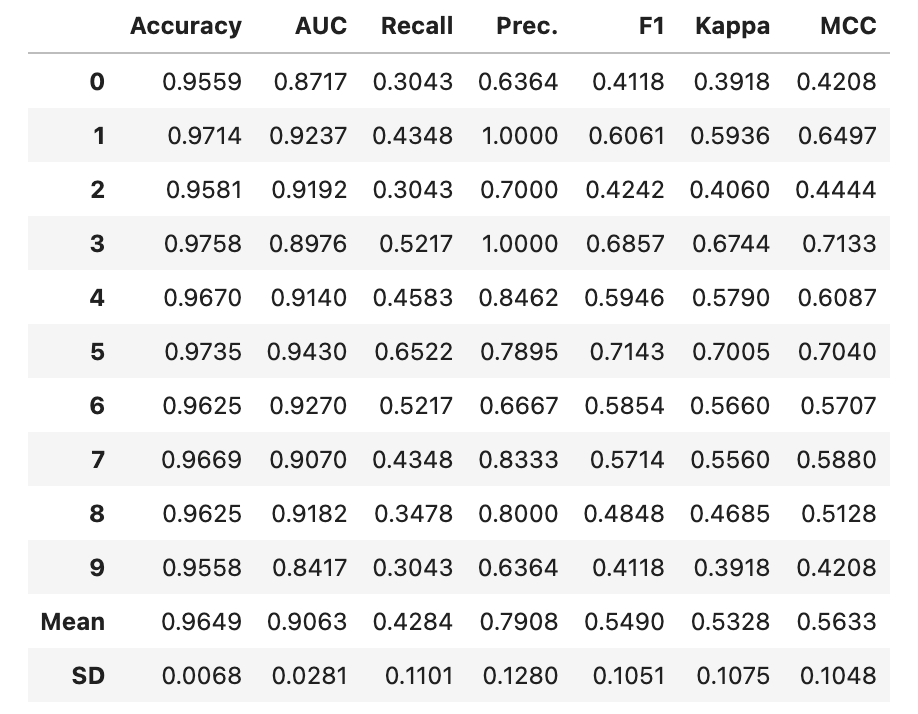 Accuracy AUC Recall Prec. F1 Kappa MCC
0 0.9559 0.8717 0.3043 0.6364 0.4118 0.3918 0.4208
1 0.9714 0.9237 0.4348 1.0000 0.6061 0.5936 0.6497
2 0.9581 0.9192 0.3043 0.7000 0.4242 0.4060 0.4444
3 0.9758 0.8976 0.5217 1.0000 0.6857 0.6744 0.7133
4 0.9670 0.9140 0.4583 0.8462 0.5946 0.5790 0.6087
5 0.9735 0.9430 0.6522 0.7895 0.7143 0.7005 0.7040
6 0.9625 0.9270 0.5217 0.6667 0.5854 0.5660 0.5707
7 0.9669 0.9070 0.4348 0.8333 0.5714 0.5560 0.5880
8 0.9625 0.9182 0.3478 0.8000 0.4848 0.4685 0.5128
9 0.9558 0.8417 0.3043 0.6364 0.4118 0.3918 0.4208
Mean 0.9649 0.9063 0.4284 0.7908 0.5490 0.5328 0.5633
SD 0.0068 0.0281 0.1101 0.1280 0.1051 0.1075 0.1048